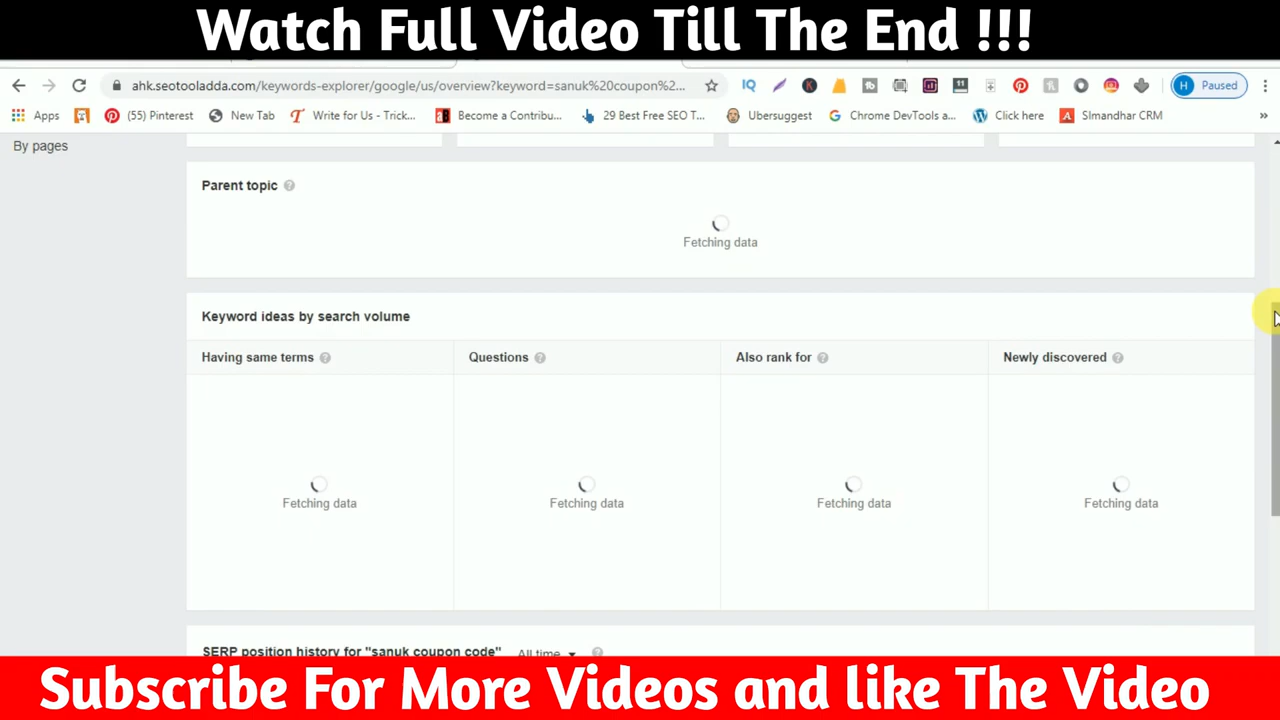 Watch Full Video Till The End !!!
ahk.seotooladda.com/keywords-explorer/google/us/overview?keyword=sanuk%20coupon%2...
Paused
Apps
(55) Pinterest
New Tab
Write for Us - Trick...
Become a Contribu...
29 Best Free SEO T...
Ubersuggest
Chrome DevTools a...
Click here
SImandhar CRM
By pages
Parent topic
Fetching data
Keyword ideas by search volume
Having same terms
Questions
Also rank for
Newly discovered
Fetching data
Fetching data
Fetching data
Fetching data
SERP position history for "sanuk coupon code"
All time
Subscribe For More Videos and like The Video